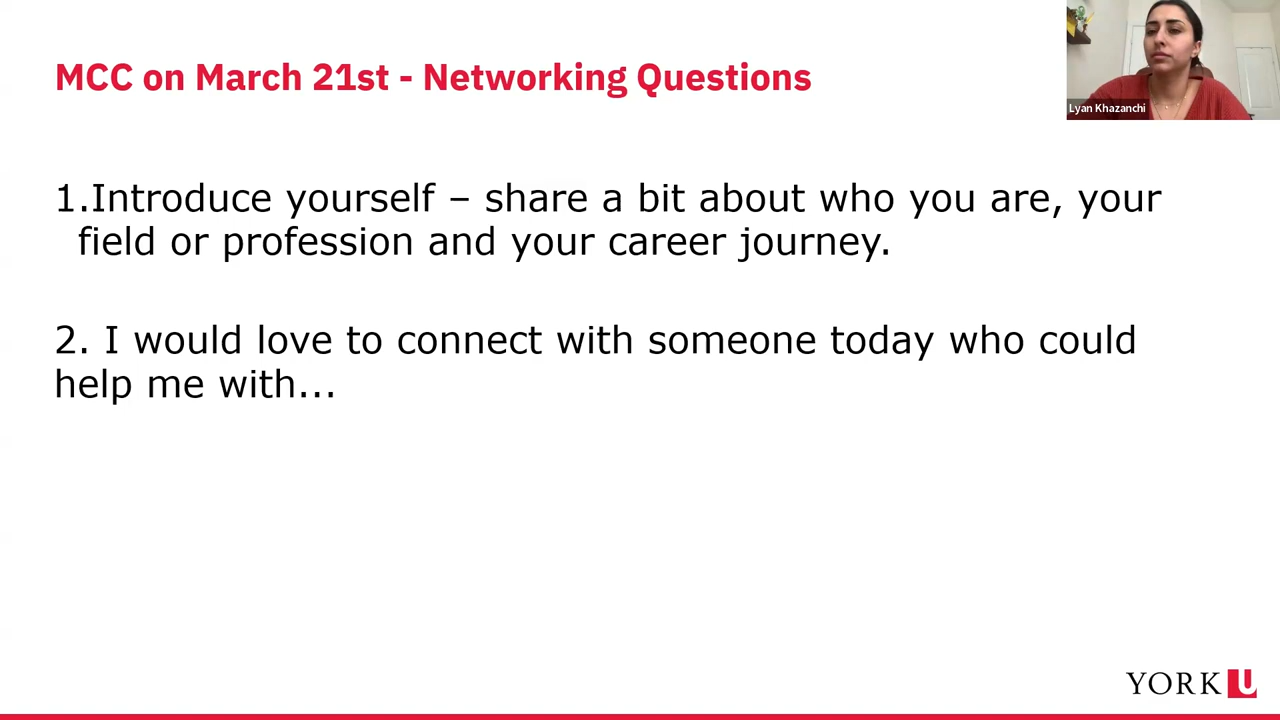 MCC on March 21st - Networking Questions
Lyan Khazanchi
1.Introduce yourself – share a bit about who you are, your
field or profession and your career journey.
2. I would love to connect with someone today who could
help me with...
YORK U